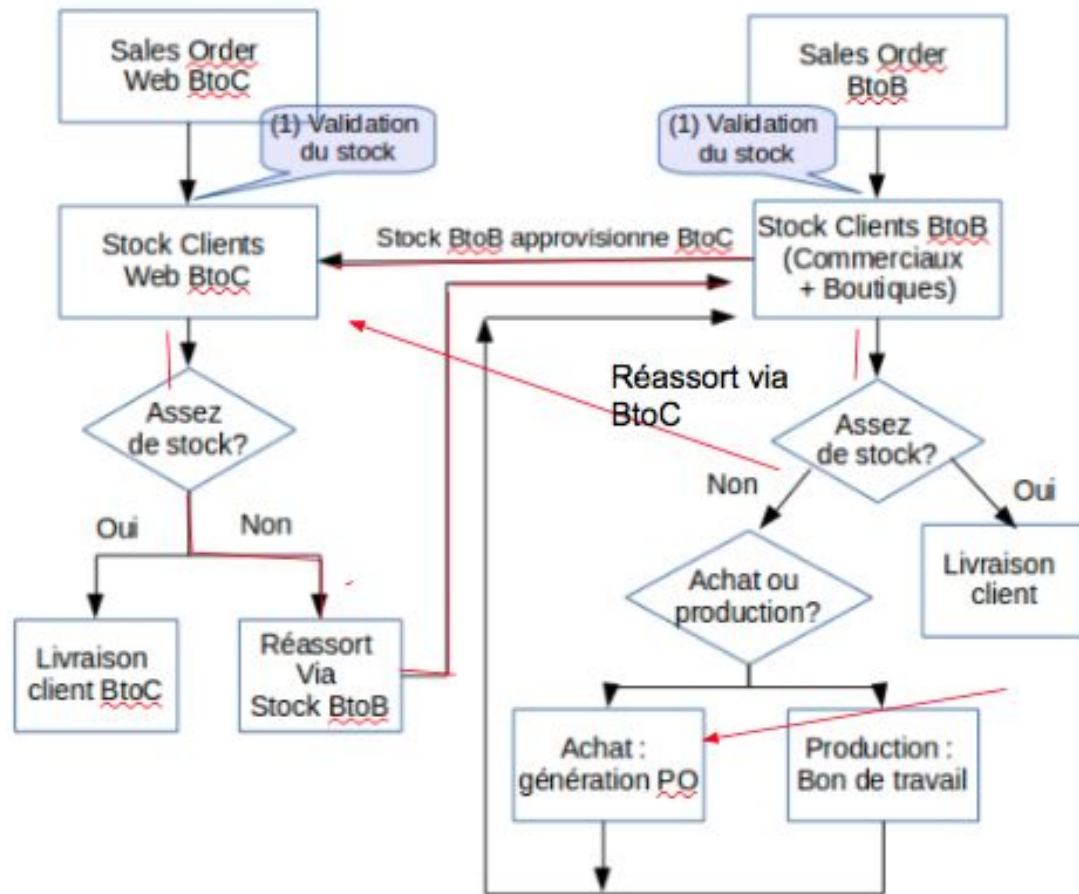 Sales Order
Web BtoC
Sales Order
BtoB
(1) Validation
du stock
(1) Validation
du stock
Stock Clients
Web BtoC
Stock BtoB approvisionne BtoC
Stock Clients BtoB
(Commerciaux
+ Boutiques)
Réassort via
BtoC
Assez
de stock?
Assez
de stock?
Oui
Non
Non
Oui
Livraison
client BtoC
Réassort
Via
Stock BtoB
Achat ou
production?
Livraison
client
Achat :
génération PO
Production :
Bon de travail